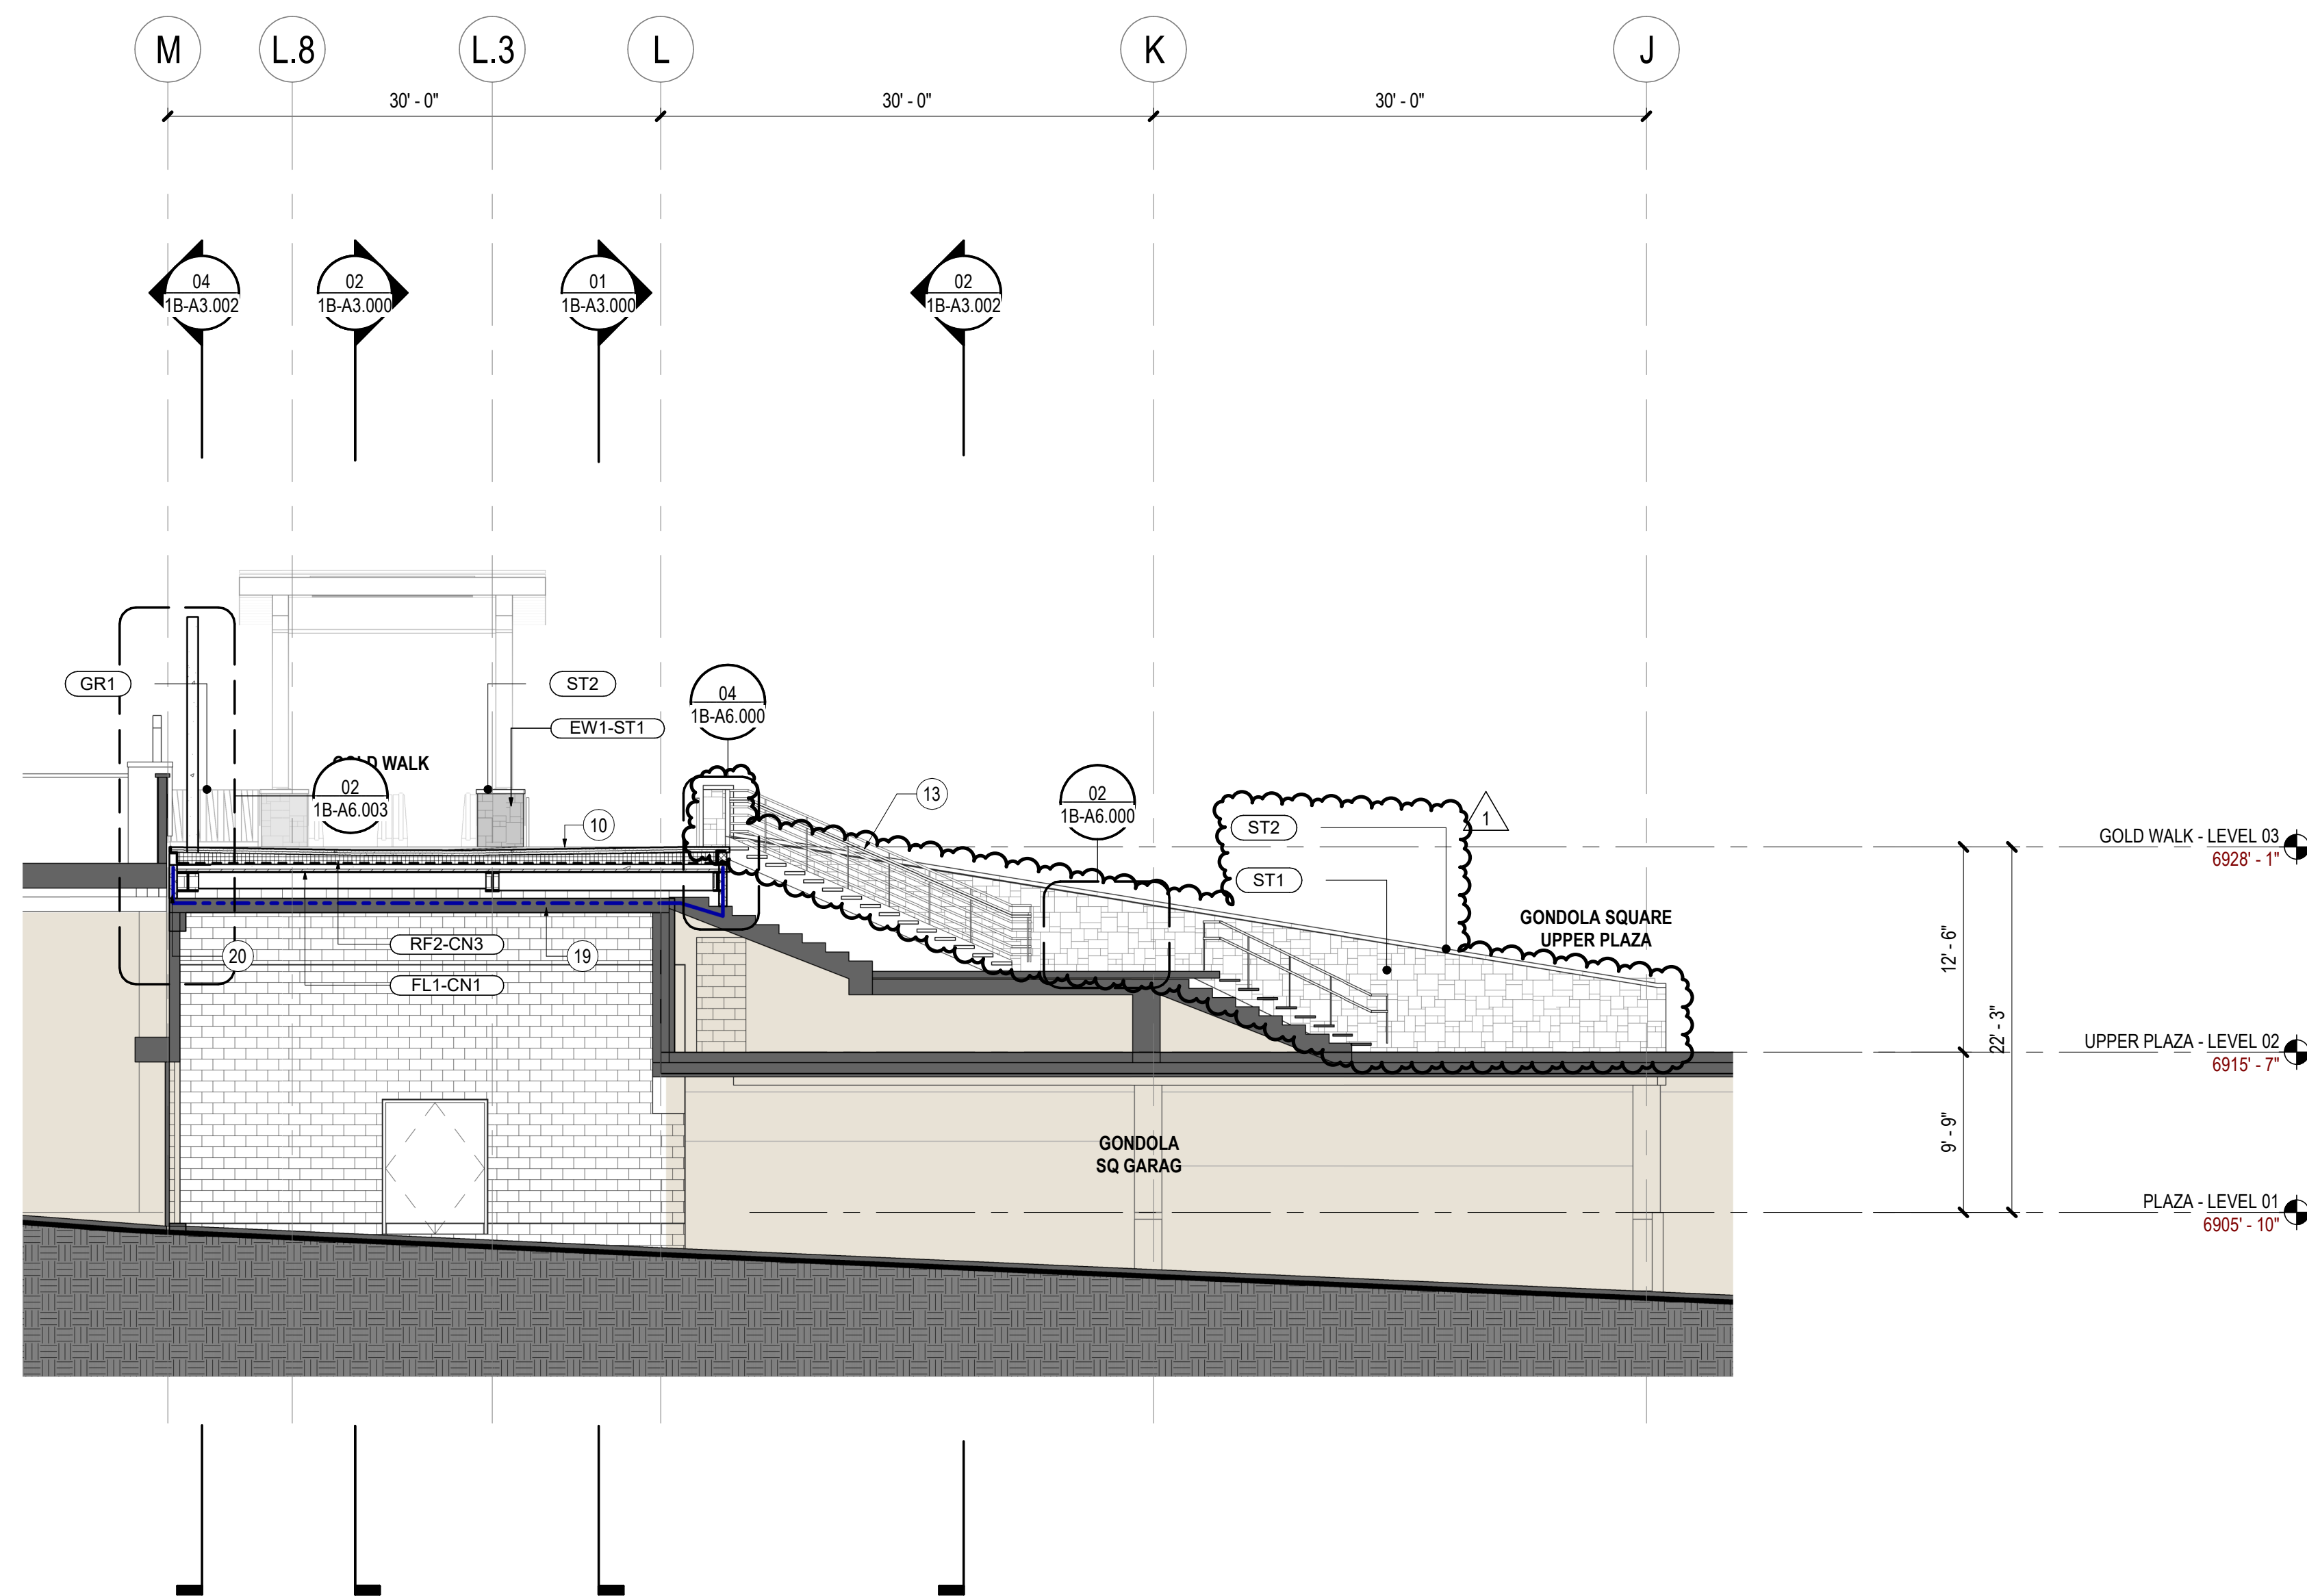 M
L.8
L.3
L
K
J
30' - 0"
30' - 0"
30' - 0"
04
1B-A3.002
02
1B-A3.000
01
1B-A3.000
02
1B-A3.002
GR1
ST2
EW1-ST1
04
1B-A6.000
WALK
02
1B-A6.003
10
13
02
1B-A6.000
ST2
1
ST1
GONDOLA SQUARE
UPPER PLAZA
GOLD WALK - LEVEL 03
6928' - 1"
RF2-CN3
20
19
FL1-CN1
12' - 6"
22' - 3"
UPPER PLAZA - LEVEL 02
6915' - 7"
9' - 9"
GONDOLA
SQ GARAG
PLAZA - LEVEL 01
6905' - 10"